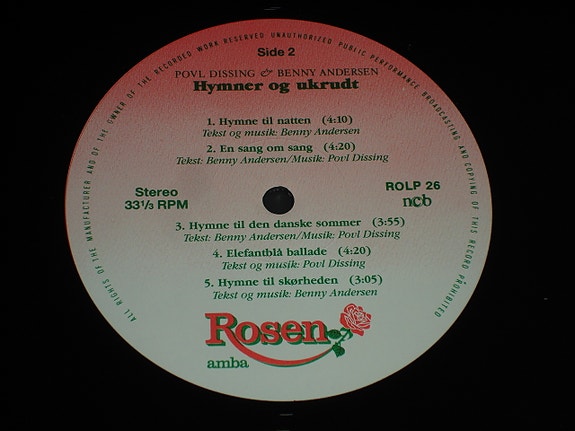 ALL RIGHTS OF THE MANUFACTURER AND OF THE OWNER OF THE RECORDED WORK RESERVED UNAUTHORIZED PUBLIC PERFORMANCE BROADCASTING AND COPYING OF THIS RECORD PROHIBITED
Side 2
POVL DISSING & BENNY ANDERSEN
Hymner og ukrudt
1. Hymne til natten (4:10)
Tekst og musik: Benny Andersen
2. En sang om sang (4:20)
Tekst: Benny Andersen/Musik: Povl Dissing
Stereo
33⅓ RPM
ROLP 26
ncb
3. Hymne til den danske sommer (3:55)
Tekst: Benny Andersen/Musik: Povl Dissing
4. Elefantblå ballade (4:20)
Tekst og musik: Povl Dissing
5. Hymne til skørheden (3:05)
Tekst og musik: Benny Andersen
Rosen
amba